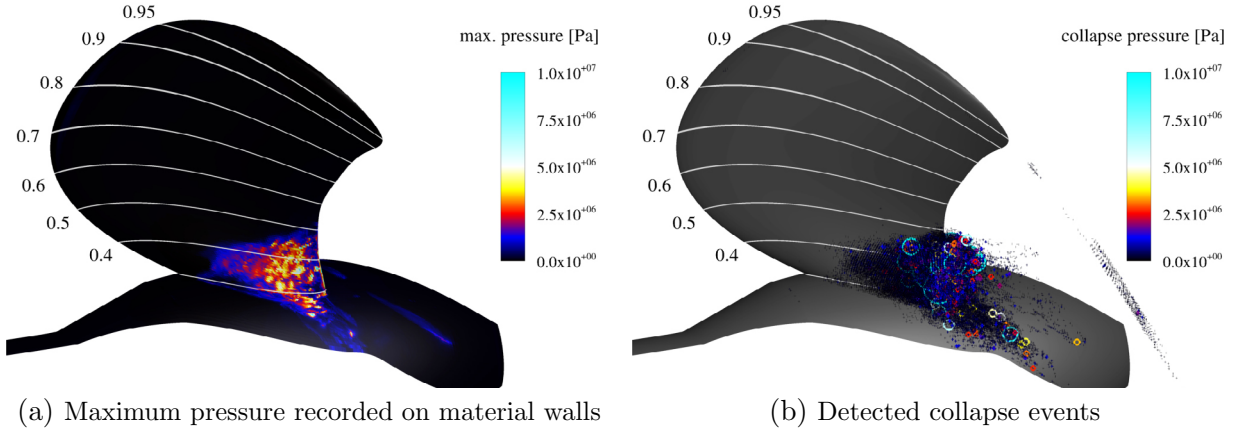 0.95
0.9
0.8
0.7
0.6
0.5
0.4
max. pressure [Pa]
1.0x10⁺⁰⁷
7.5x10⁺⁰⁶
5.0x10⁺⁰⁶
2.5x10⁺⁰⁶
0.0x10⁺⁰⁰
(a) Maximum pressure recorded on material walls
0.95
0.9
0.8
0.7
0.6
0.5
0.4
collapse pressure [Pa]
1.0x10⁺⁰⁷
7.5x10⁺⁰⁶
5.0x10⁺⁰⁶
2.5x10⁺⁰⁶
0.0x10⁺⁰⁰
(b) Detected collapse events